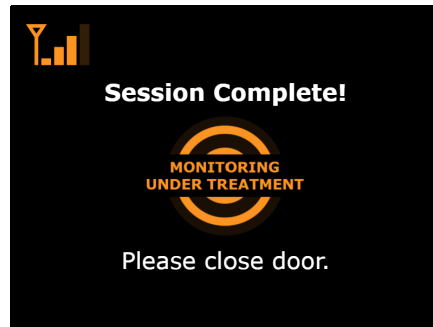 Session Complete!
MONITORING
UNDER TREATMENT
Please close door.